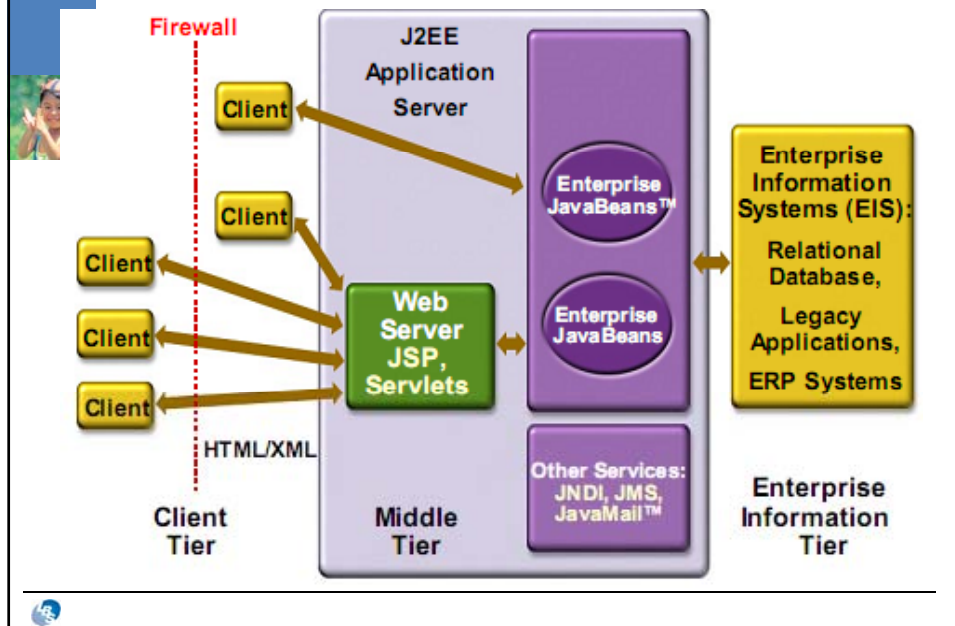 Firewall
J2EE
Application
Server
Client
Client
Client
Client
Client
HTML/XML
Web
Server
JSP,
Servlets
Enterprise
JavaBeans™
Enterprise
JavaBeans
Other Services:
JNDI, JMS,
JavaMail™
Enterprise
Information
Systems (EIS):
Relational
Database,
Legacy
Applications,
ERP Systems
Client
Tier
Middle
Tier
Enterprise
Information
Tier
LBS